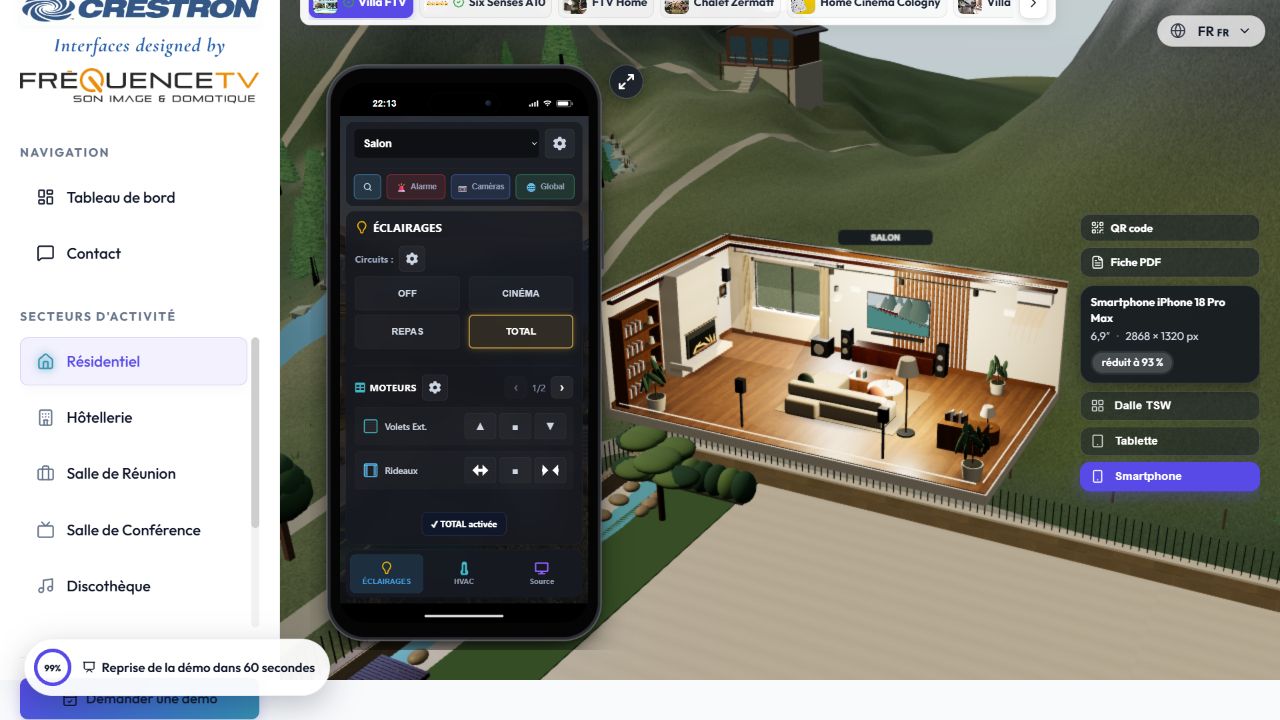 CRESTRON
Interfaces designed by
FRÉQUENCETV
SON IMAGE & DOMOTIQUE
NAVIGATION
Tableau de bord
Contact
SECTEURS D'ACTIVITÉ
Résidentiel
Hôtellerie
Salle de Réunion
Salle de Conférence
Discothèque
99%
Reprise de la démo dans 60 secondes
Demander une démo
Villa FTV
Six Senses A10
FTV Home
Chalet Zermatt
Home Cinéma Cologny
Villa
FR FR
22:13
Salon
Alarme
Caméras
Global
ÉCLAIRAGES
Circuits :
OFF
CINÉMA
REPAS
TOTAL
MOTEURS
1/2
Volets Ext.
Rideaux
✓ TOTAL activée
ÉCLAIRAGES
HVAC
Source
SALON
QR code
Fiche PDF
Smartphone iPhone 18 Pro
Max
6,9" · 2868 × 1320 px
réduit à 93 %
Dalle TSW
Tablette
Smartphone